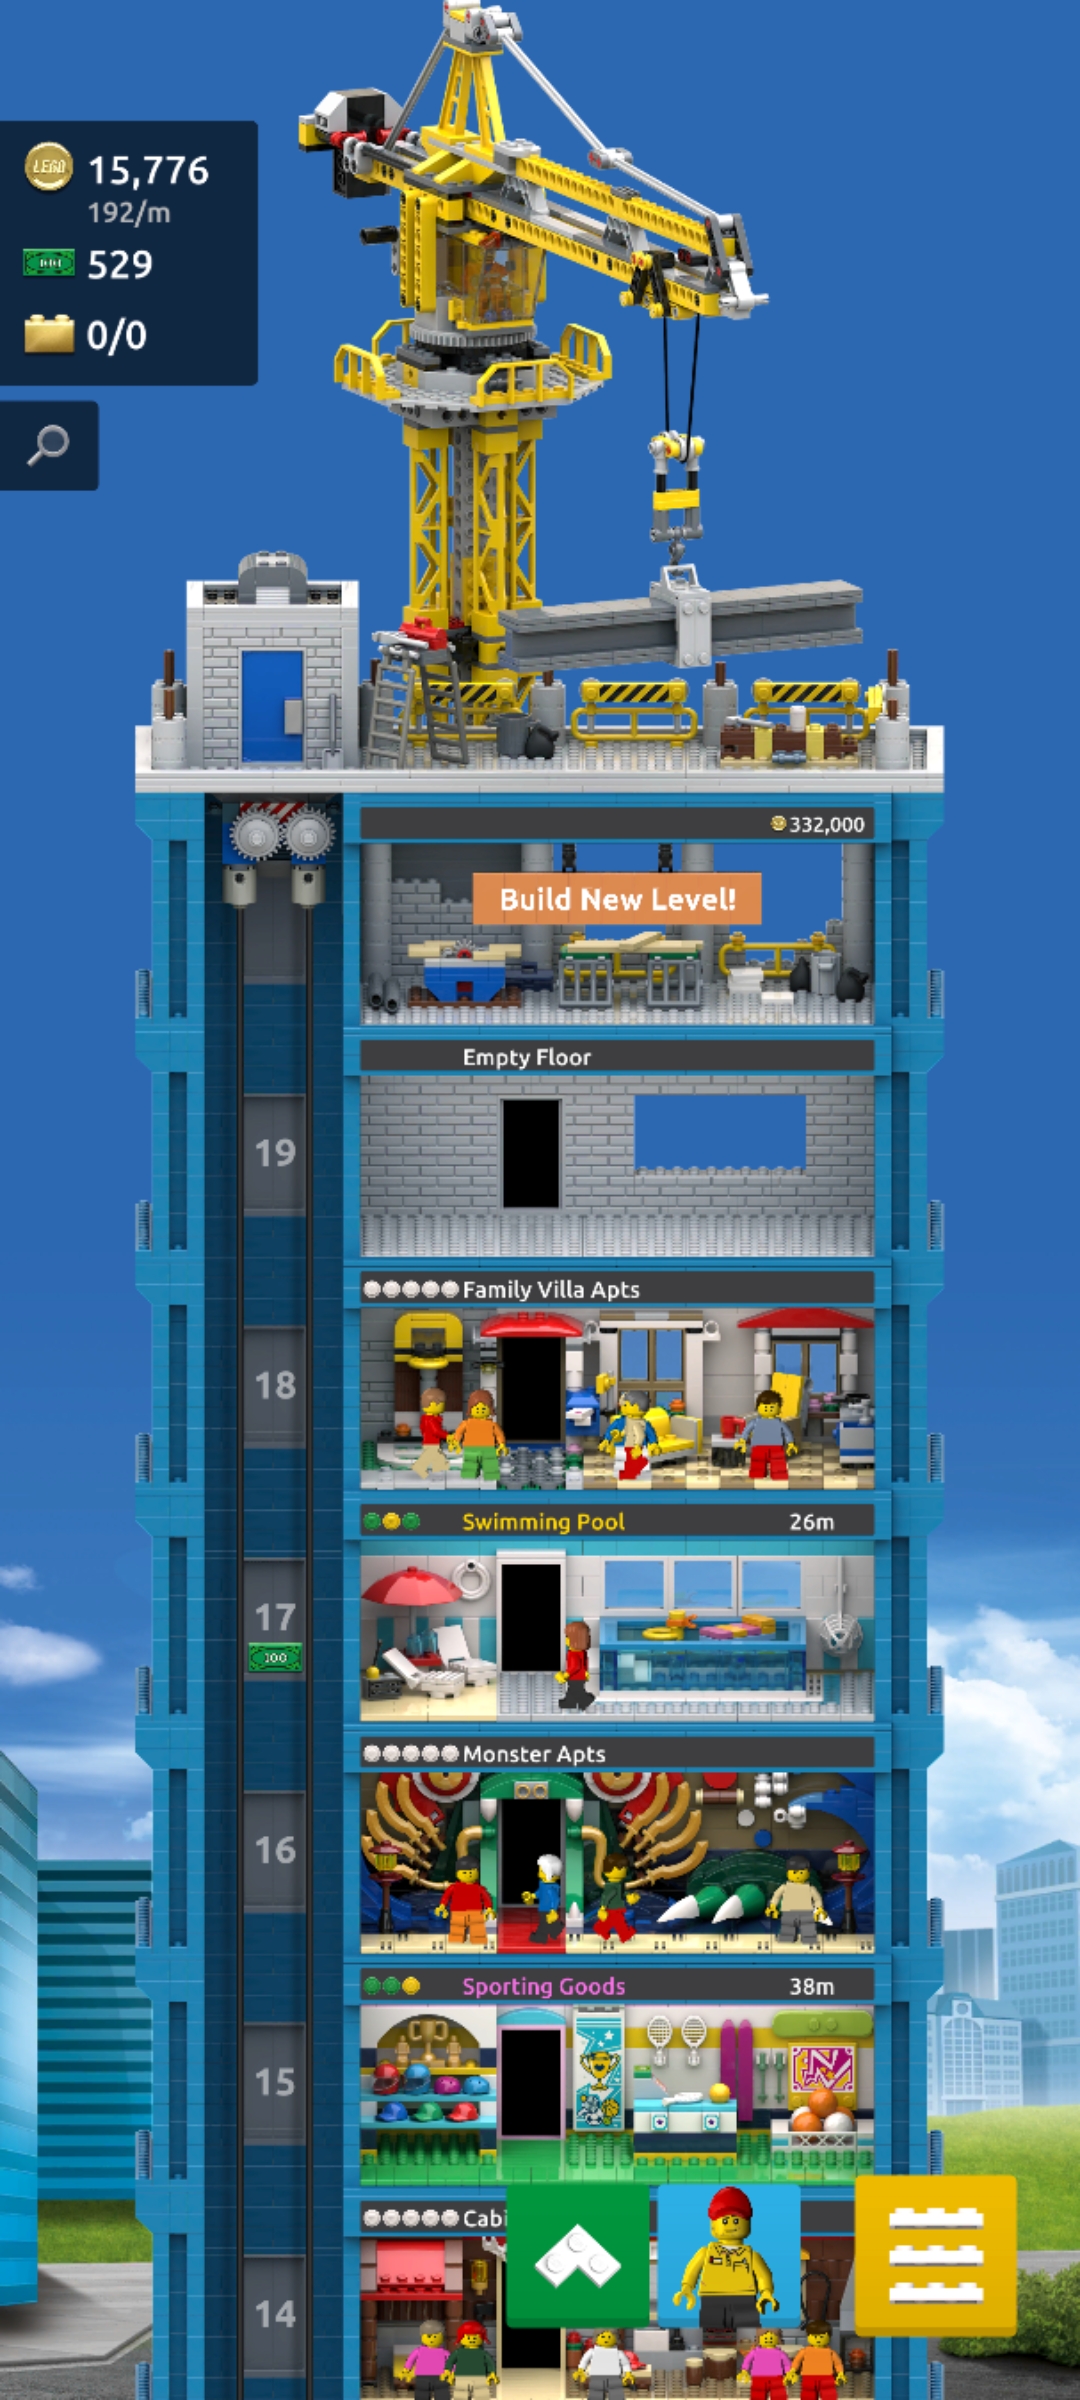 LEGO 15,776
192/m
529
0/0
332,000
Build New Level!
Empty Floor
19
Family Villa Apts
18
Swimming Pool 26m
17
100
Monster Apts
16
Sporting Goods 38m
15
N
Cabi
14